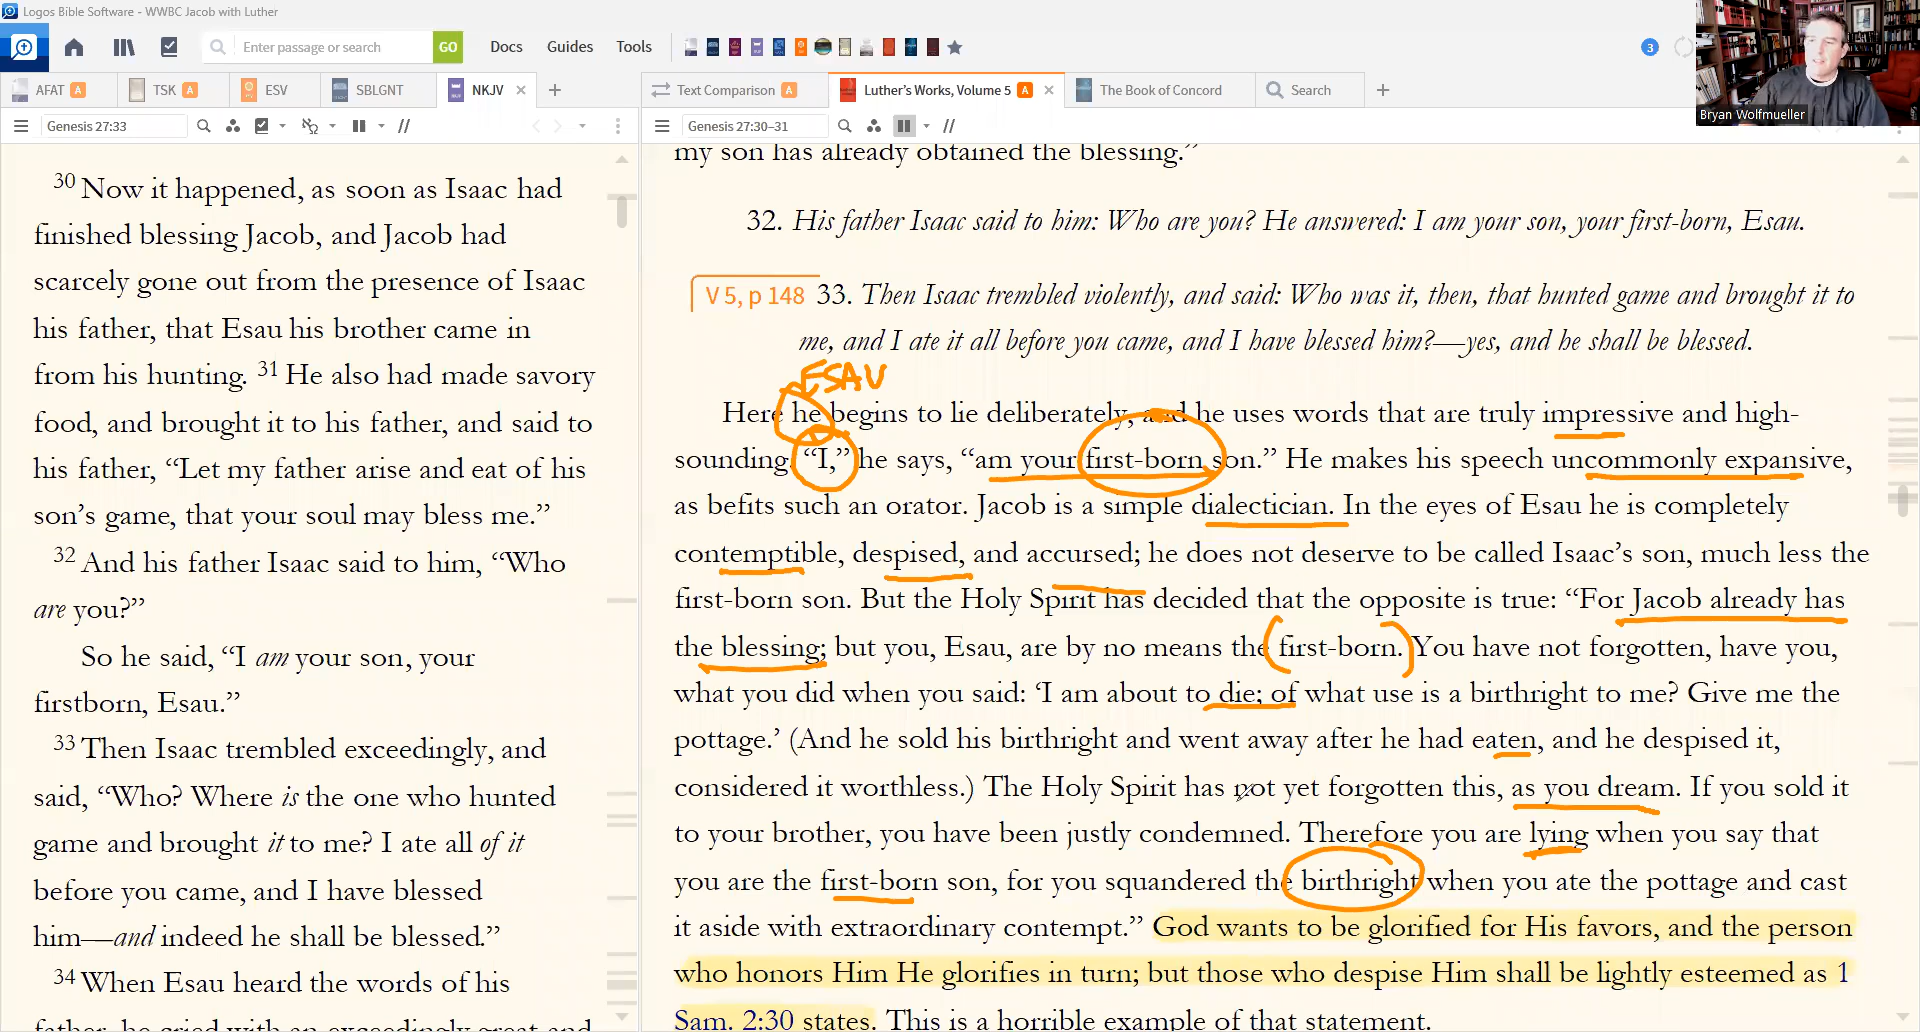 Logos Bible Software - WWBC Jacob with Luther
Enter passage or search
GO
Docs
Guides
Tools
3
AFAT A
TSK A
ESV
SBLGNT
NKJV
Text Comparison A
Luther's Works, Volume 5 A
The Book of Concord
Search
Genesis 27:33
Genesis 27:30–31
Bryan Wolfmueller
30 Now it happened, as soon as Isaac had
finished blessing Jacob, and Jacob had
scarcely gone out from the presence of Isaac
his father, that Esau his brother came in
from his hunting. 31 He also had made savory
food, and brought it to his father, and said to
his father, “Let my father arise and eat of his
son’s game, that your soul may bless me.”
32 And his father Isaac said to him, “Who
are you?”
So he said, “I am your son, your
firstborn, Esau.”
33 Then Isaac trembled exceedingly, and
said, “Who? Where is the one who hunted
game and brought it to me? I ate all of it
before you came, and I have blessed
him—and indeed he shall be blessed.”
34 When Esau heard the words of his
father, he cried with an exceedingly great and
my son has already obtained the blessing.”
32. His father Isaac said to him: Who are you? He answered: I am your son, your first-born, Esau.
V 5, p 148 33. Then Isaac trembled violently, and said: Who was it, then, that hunted game and brought it to
me, and I ate it all before you came, and I have blessed him?—yes, and he shall be blessed.
ESAU
Here he begins to lie deliberately, and he uses words that are truly impressive and high-
sounding. “I,” he says, “am your first-born son.” He makes his speech uncommonly expansive,
as befits such an orator. Jacob is a simple dialectician. In the eyes of Esau he is completely
contemptible, despised, and accursed; he does not deserve to be called Isaac’s son, much less the
first-born son. But the Holy Spirit has decided that the opposite is true: “For Jacob already has
the blessing; but you, Esau, are by no means the first-born. You have not forgotten, have you,
what you did when you said: ‘I am about to die; of what use is a birthright to me? Give me the
pottage.’ (And he sold his birthright and went away after he had eaten, and he despised it,
considered it worthless.) The Holy Spirit has not yet forgotten this, as you dream. If you sold it
to your brother, you have been justly condemned. Therefore you are lying when you say that
you are the first-born son, for you squandered the birthright when you ate the pottage and cast
it aside with extraordinary contempt.” God wants to be glorified for His favors, and the person
who honors Him He glorifies in turn; but those who despise Him shall be lightly esteemed as 1
Sam. 2:30 states. This is a horrible example of that statement.